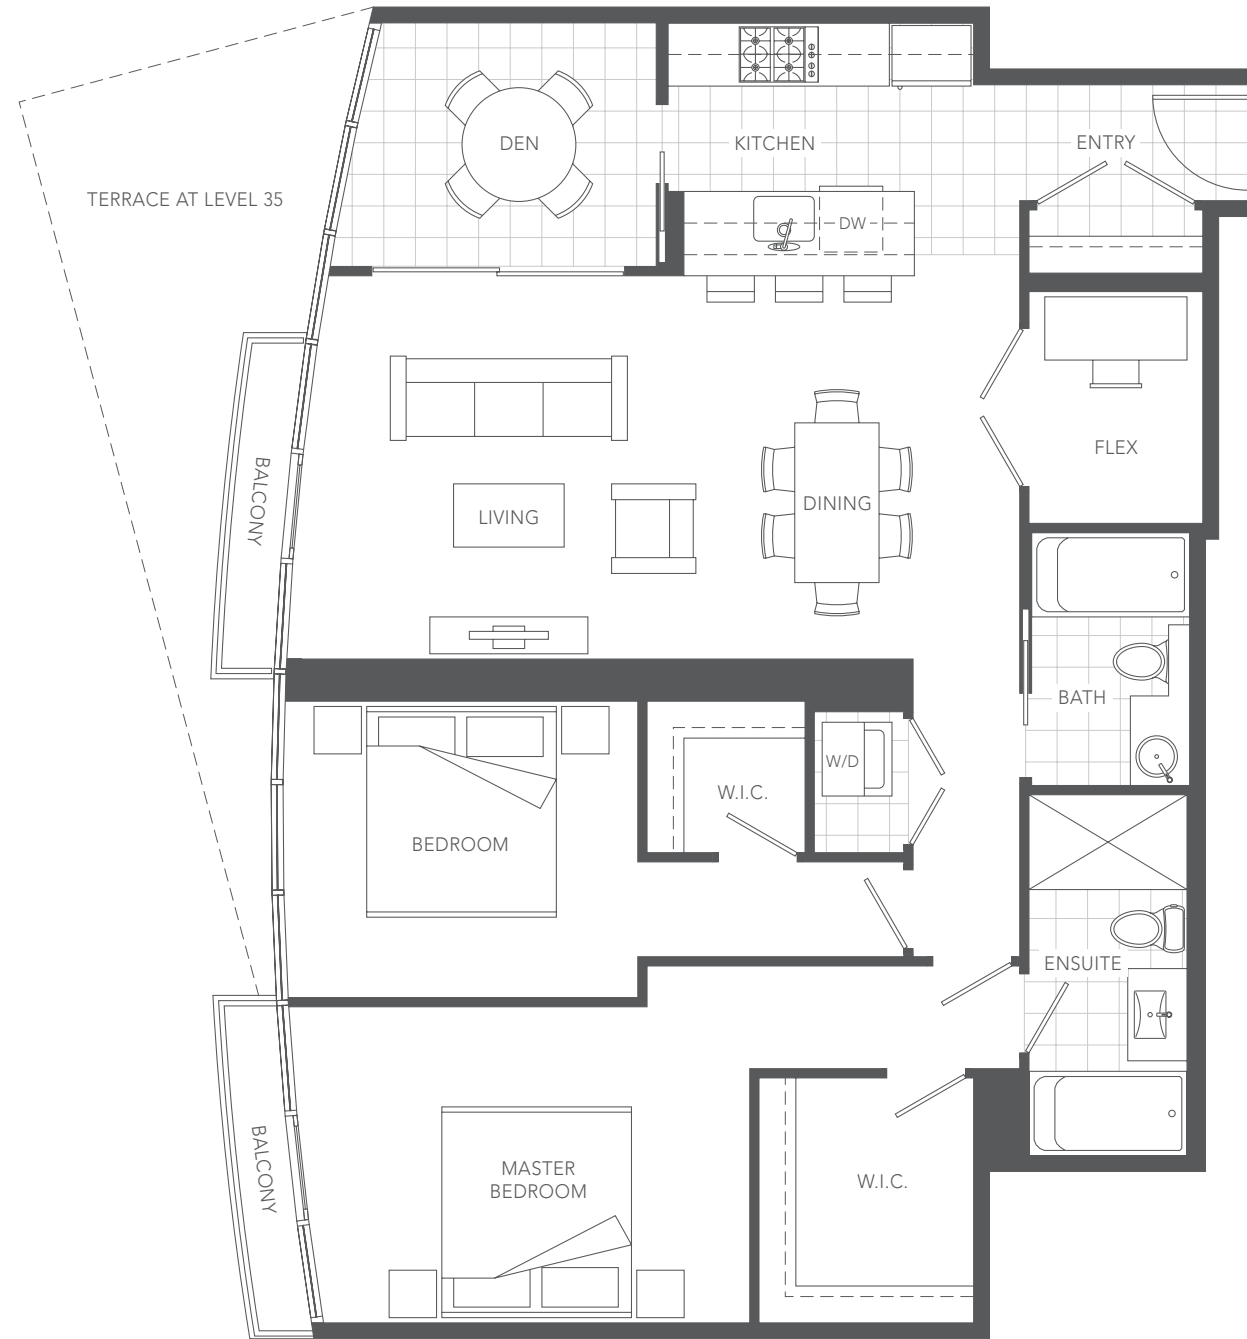 DEN
KITCHEN
ENTRY
TERRACE AT LEVEL 35
DW
FLEX
BALCONY
LIVING
DINING
BATH
W/D
W.I.C.
BEDROOM
ENSUITE
BALCONY
MASTER
BEDROOM
W.I.C.